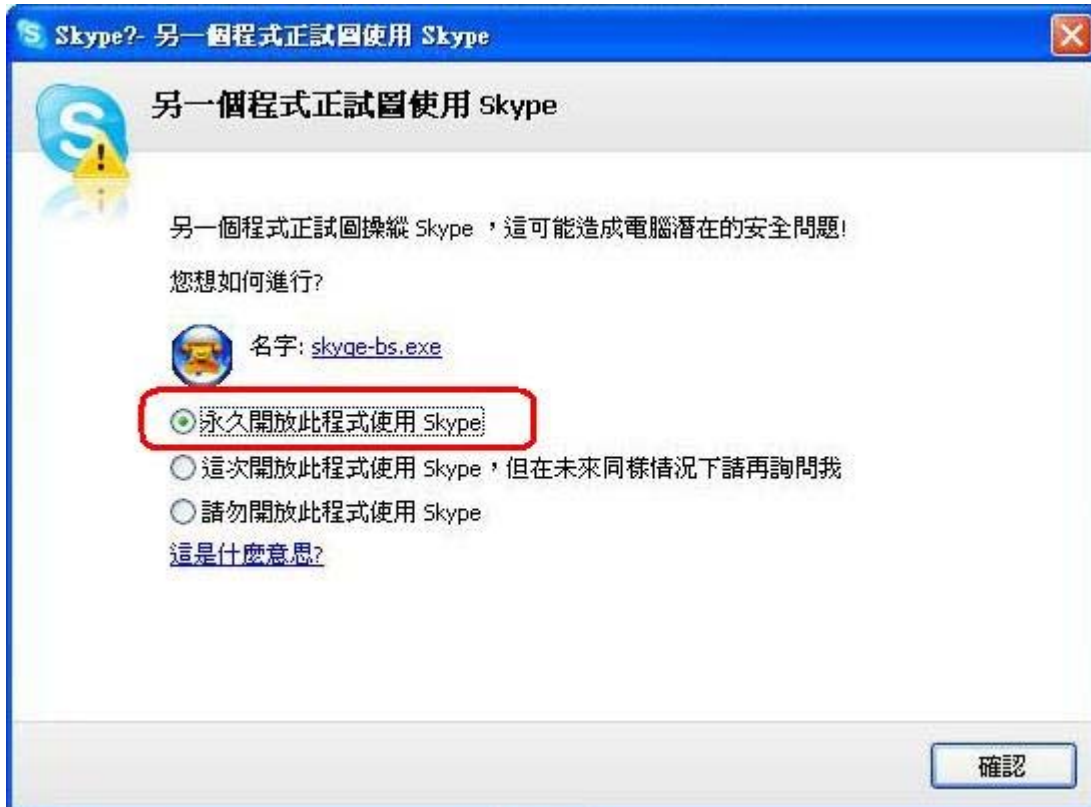 Skype?- 另一個程式正試圖使用 Skype
另一個程式正試圖使用 Skype
另一個程式正試圖操縱 Skype ，這可能造成電腦潛在的安全問題!
您想如何進行?
名字: skyge-bs.exe
永久開放此程式使用 Skype
這次開放此程式使用 Skype，但在未來同樣情況下請再詢問我
請勿開放此程式使用 Skype
這是什麼意思?
確認